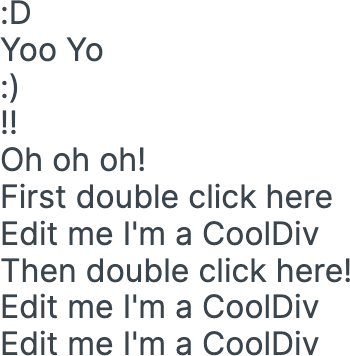 :D
Yoo Yo
:)
!!
Oh oh oh!
First double click here
Edit me I'm a CoolDiv
Then double click here!
Edit me I'm a CoolDiv
Edit me I'm a CoolDiv